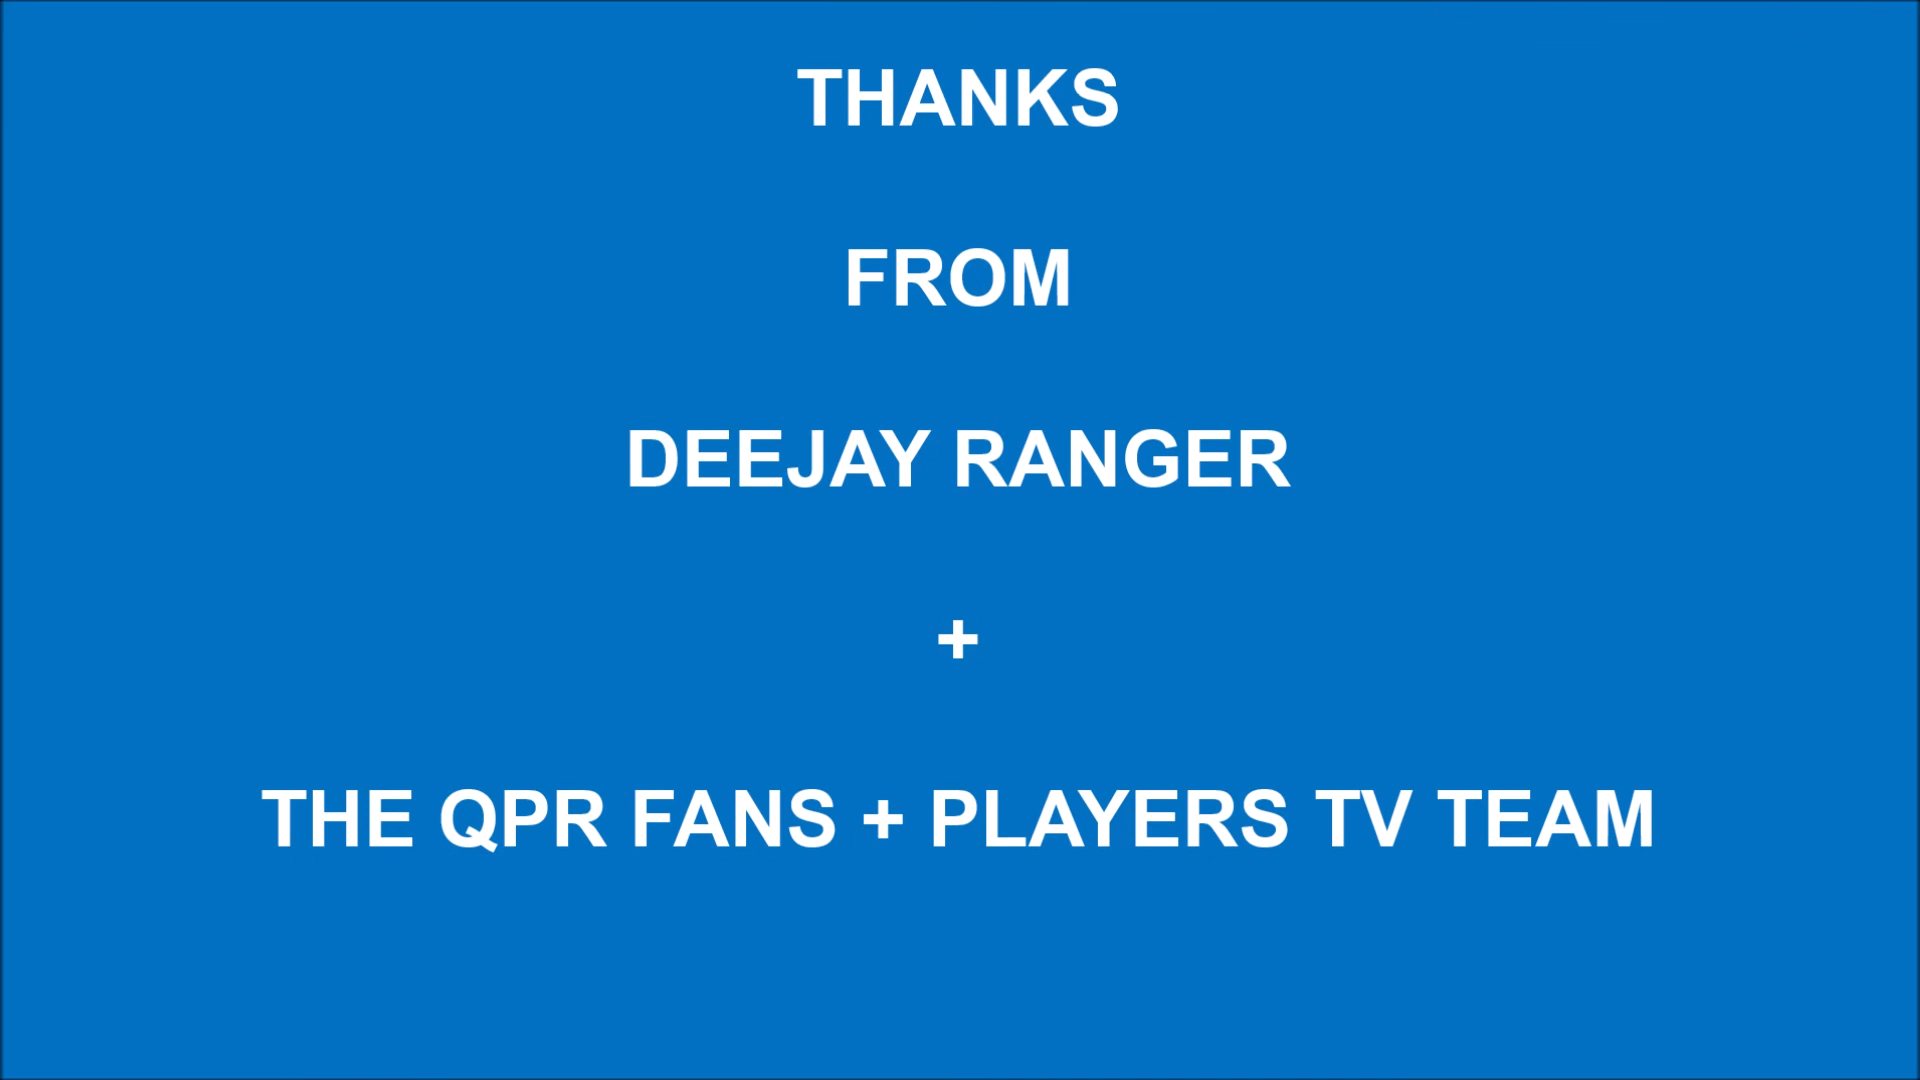 THANKS
FROM
DEEJAY RANGER
+
THE QPR FANS + PLAYERS TV TEAM